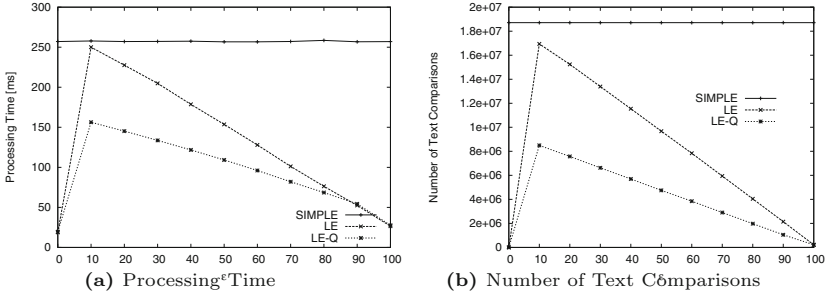 300
250
200
150
100
50
0
Processing Time [ms]
SIMPLE
LE
LE-Q
0 10 20 30 40 50 60 70 80 90 100
ε
(a) Processing Time
2e+07
1.8e+07
1.6e+07
1.4e+07
1.2e+07
1e+07
8e+06
6e+06
4e+06
2e+06
0
Number of Text Comparisons
SIMPLE
LE
LE-Q
0 10 20 30 40 50 60 70 80 90 100
ε
(b) Number of Text Comparisons